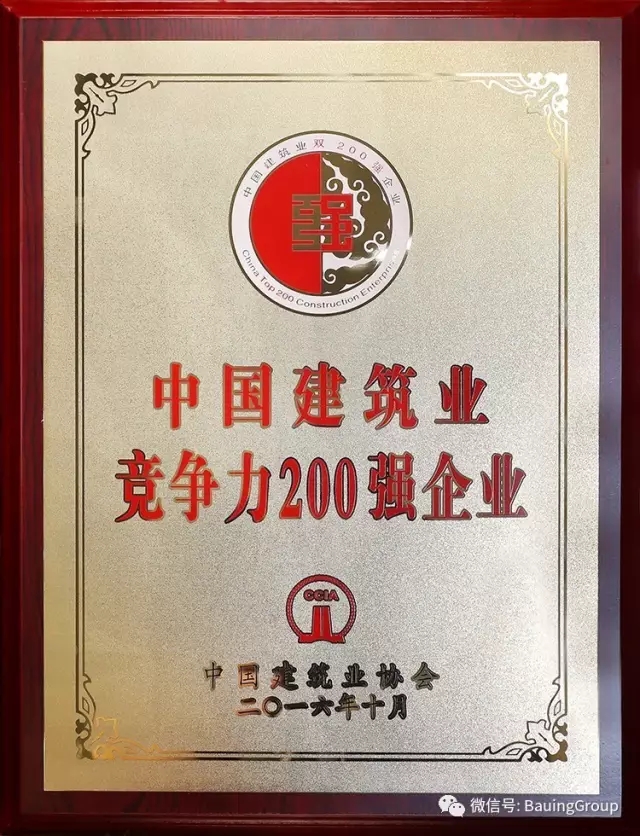 中国建筑业双200强企业
强
China Top 200 Construction Enterprise
中国建筑业
竞争力200强企业
CCIA
中国建筑业协会
二〇一六年十月
微信号: BauingGroup